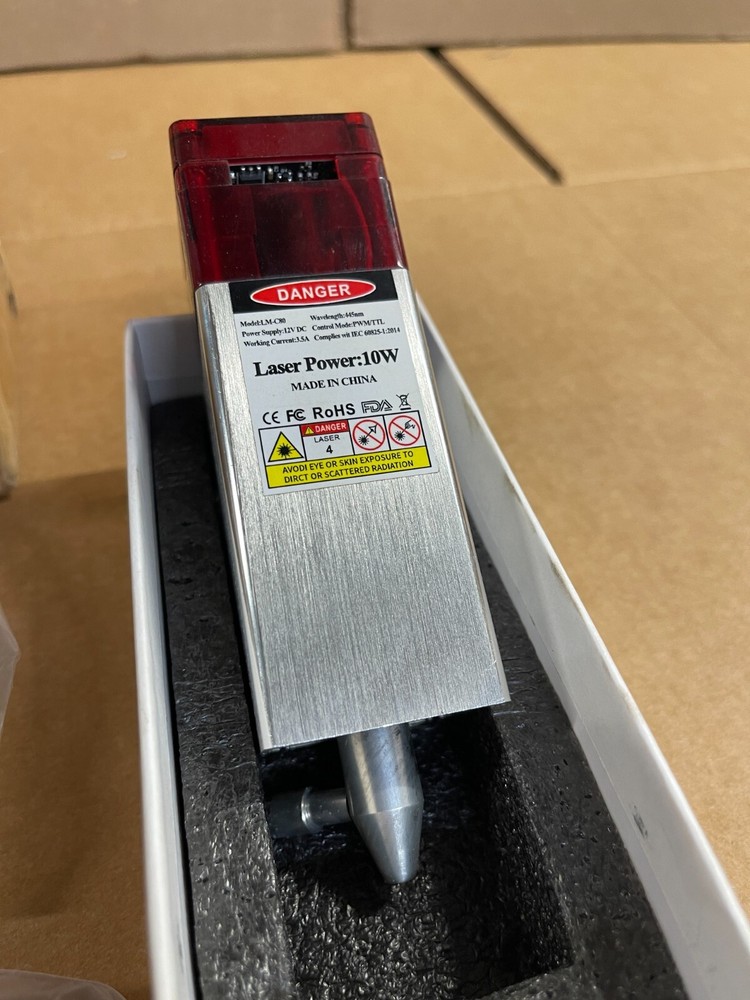 DANGER
Model:LM-C80 Wavelength:445nm
Power Supply:12V DC Control Mode:PWM/TTL
Working Current:3.5A Complies wit IEC 60825-1:2014
Laser Power:10W
MADE IN CHINA
CE FC RoHS FDA
DANGER
LASER
4
AVODI EYE OR SKIN EXPOSURE TO
DIRCT OR SCATTERED RADIATION